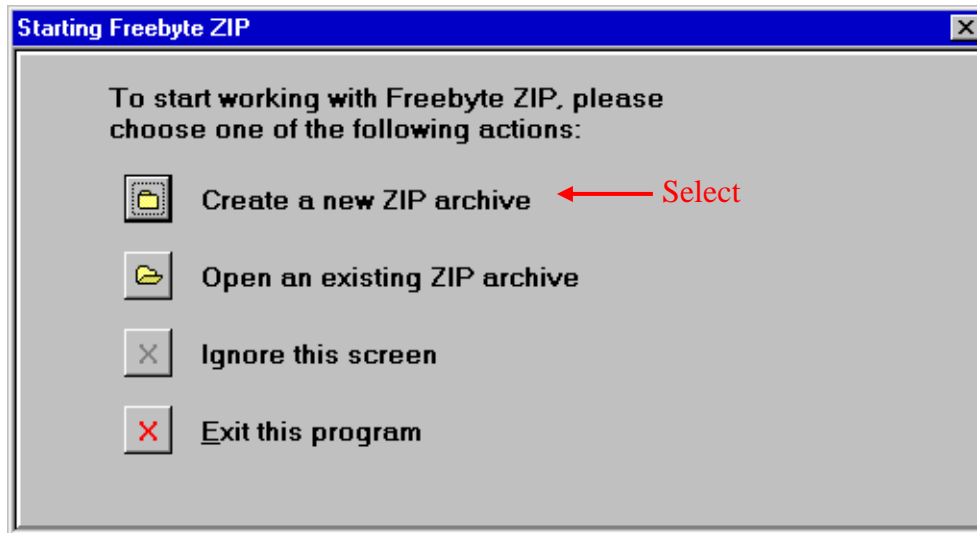 Starting Freebyte ZIP
To start working with Freebyte ZIP, please
choose one of the following actions:
Create a new ZIP archive
Select
Open an existing ZIP archive
Ignore this screen
Exit this program